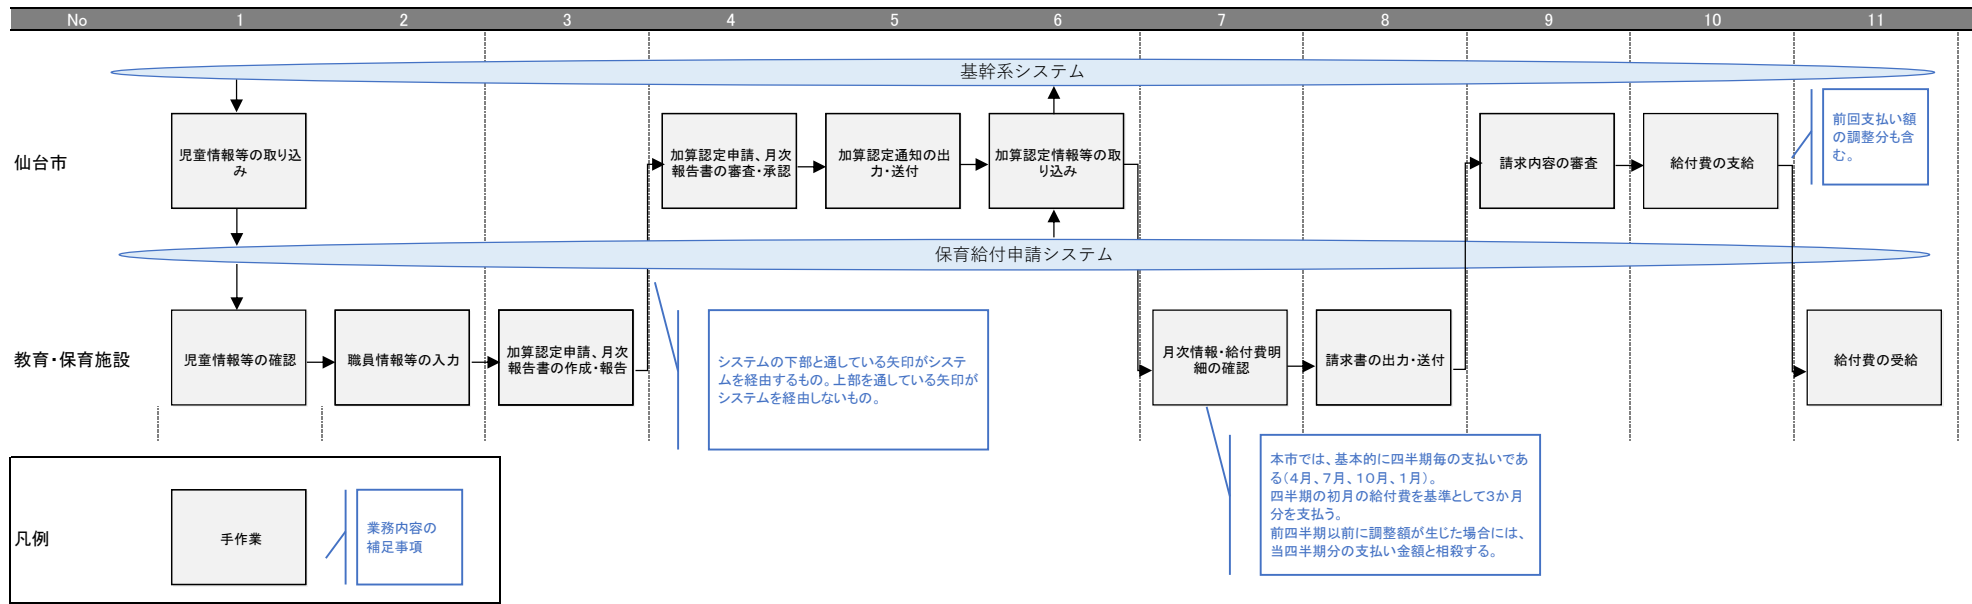 No 1 2 3 4 5 6 7 8 9 10 11
基幹系システム
仙台市
児童情報等の取り込
み
加算認定申請、月次
報告書の審査・承認
加算認定通知の出
力・送付
加算認定情報等の取
り込み
請求内容の審査
給付費の支給
前回支払い額
の調整分も含
む。
保育給付申請システム
教育・保育施設
児童情報等の確認
職員情報等の入力
加算認定申請、月次
報告書の作成・報告
システムの下部と通している矢印がシステ
ムを経由するもの。上部を通している矢印が
システムを経由しないもの。
月次情報・給付費明
細の確認
請求書の出力・送付
給付費の受給
本市では、基本的に四半期毎の支払いであ
る(4月、7月、10月、1月)。
四半期の初月の給付費を基準として3か月
分を支払う。
前四半期以前に調整額が生じた場合には、
当四半期分の支払い金額と相殺する。
凡例
手作業
業務内容の
補足事項